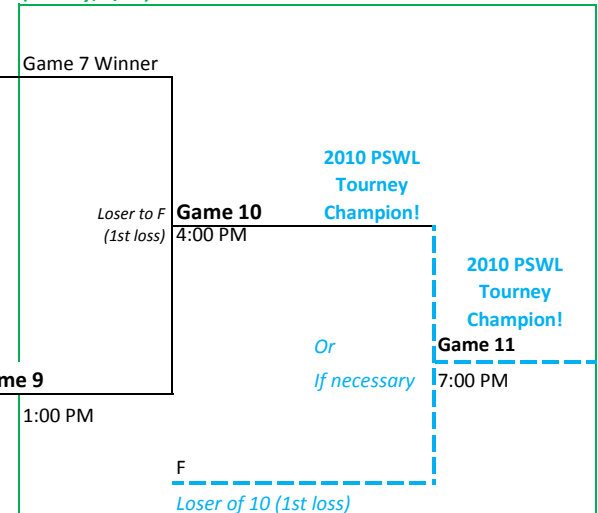 Game 7 Winner
2010 PSWL
Tourney
Champion!
Loser to F
(1st loss)
Game 10
4:00 PM
2010 PSWL
Tourney
Champion!
Or
If necessary
Game 11
7:00 PM
me 9
1:00 PM
F
Loser of 10 (1st loss)